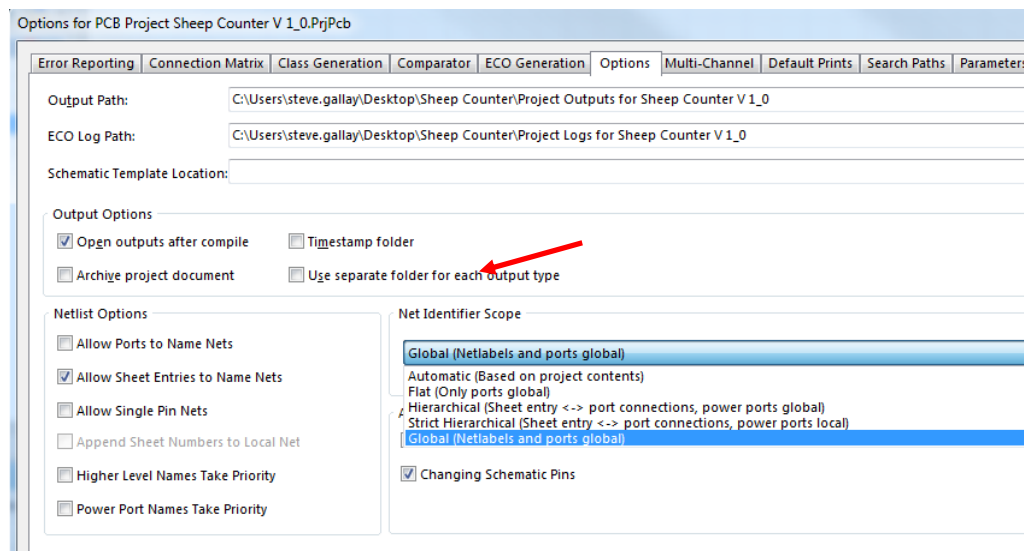 Options for PCB Project Sheep Counter V 1_0.PrjPcb
Error Reporting Connection Matrix Class Generation Comparator ECO Generation Options Multi-Channel Default Prints Search Paths Parameters
Output Path: C:\Users\steve.gallay\Desktop\Sheep Counter\Project Outputs for Sheep Counter V 1_0
ECO Log Path: C:\Users\steve.gallay\Desktop\Sheep Counter\Project Logs for Sheep Counter V 1_0
Schematic Template Location:
Output Options
Open outputs after compile Timestamp folder
Archive project document Use separate folder for each output type
Netlist Options Net Identifier Scope
Allow Ports to Name Nets
Global (Netlabels and ports global)
Allow Sheet Entries to Name Nets
Automatic (Based on project contents)
Flat (Only ports global)
Allow Single Pin Nets
Hierarchical (Sheet entry <-> port connections, power ports global)
Strict Hierarchical (Sheet entry <-> port connections, power ports local)
Append Sheet Numbers to Local Net
Global (Netlabels and ports global)
Higher Level Names Take Priority Changing Schematic Pins
Power Port Names Take Priority